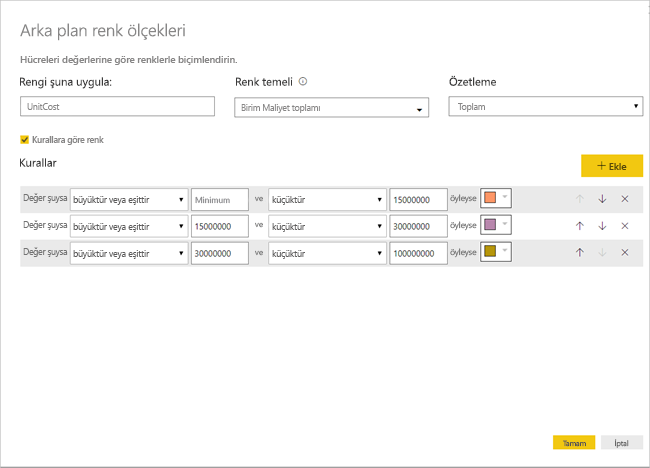 Arka plan renk ölçekleri
Hücreleri değerlerine göre renklerle biçimlendirin.
Rengi şuna uygula: Renk temeli Özetleme
UnitCost Birim Maliyet toplamı Toplam
Kurallara göre renk
Kurallar + Ekle
Değer şuysa büyüktür veya eşittir Minimum ve küçüktür 15000000 öyleyse
Değer şuysa büyüktür veya eşittir 15000000 ve küçüktür 30000000 öyleyse
Değer şuysa büyüktür veya eşittir 30000000 ve küçüktür 100000000 öyleyse
Tamam İptal